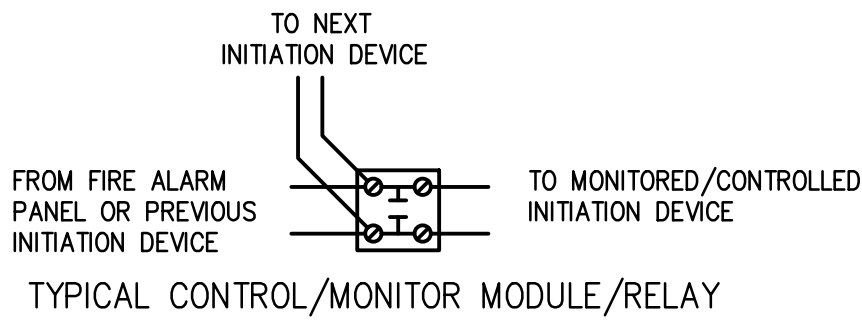 TO NEXT
INITIATION DEVICE
FROM FIRE ALARM
PANEL OR PREVIOUS
INITIATION DEVICE
TO MONITORED/CONTROLLED
INITIATION DEVICE
TYPICAL CONTROL/MONITOR MODULE/RELAY